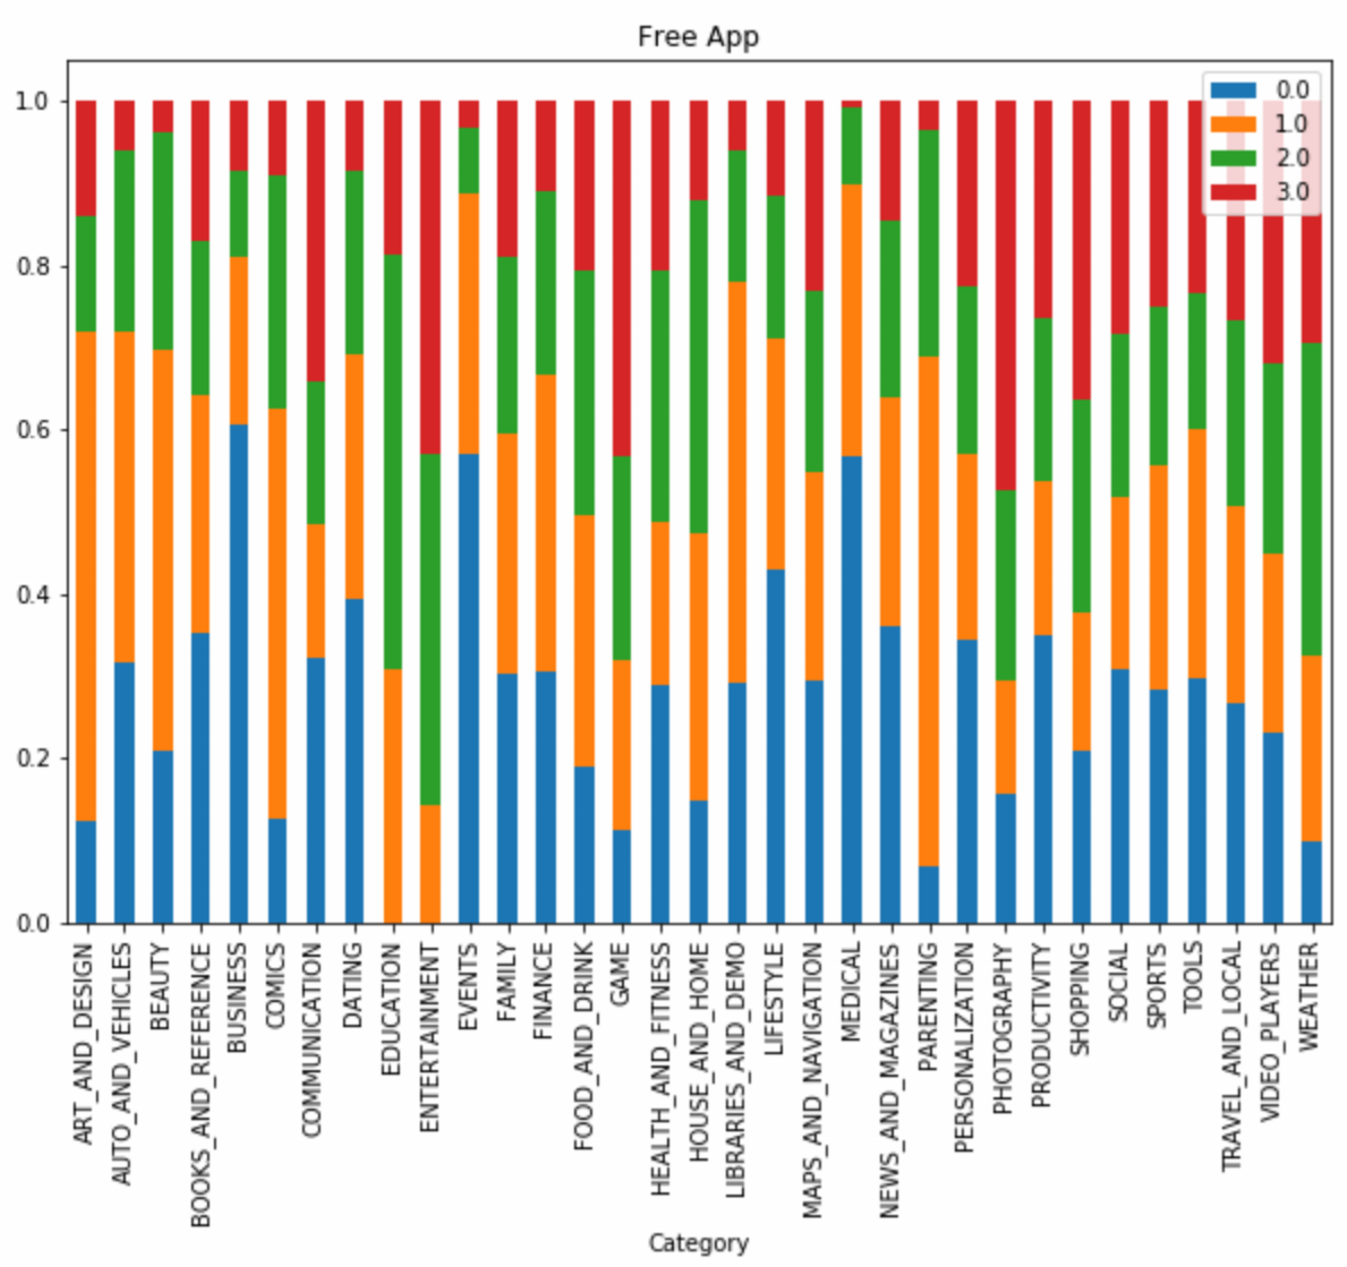 Free App
0.0
1.0
2.0
3.0
1.0
0.8
0.6
0.4
0.2
0.0
ART_AND_DESIGN
AUTO_AND_VEHICLES
BEAUTY
BOOKS_AND_REFERENCE
BUSINESS
COMICS
COMMUNICATION
DATING
EDUCATION
ENTERTAINMENT
EVENTS
FAMILY
FINANCE
FOOD_AND_DRINK
GAME
HEALTH_AND_FITNESS
HOUSE_AND_HOME
LIBRARIES_AND_DEMO
LIFESTYLE
MAPS_AND_NAVIGATION
MEDICAL
NEWS_AND_MAGAZINES
PARENTING
PERSONALIZATION
PHOTOGRAPHY
PRODUCTIVITY
SHOPPING
SOCIAL
SPORTS
TOOLS
TRAVEL_AND_LOCAL
VIDEO_PLAYERS
WEATHER
Category